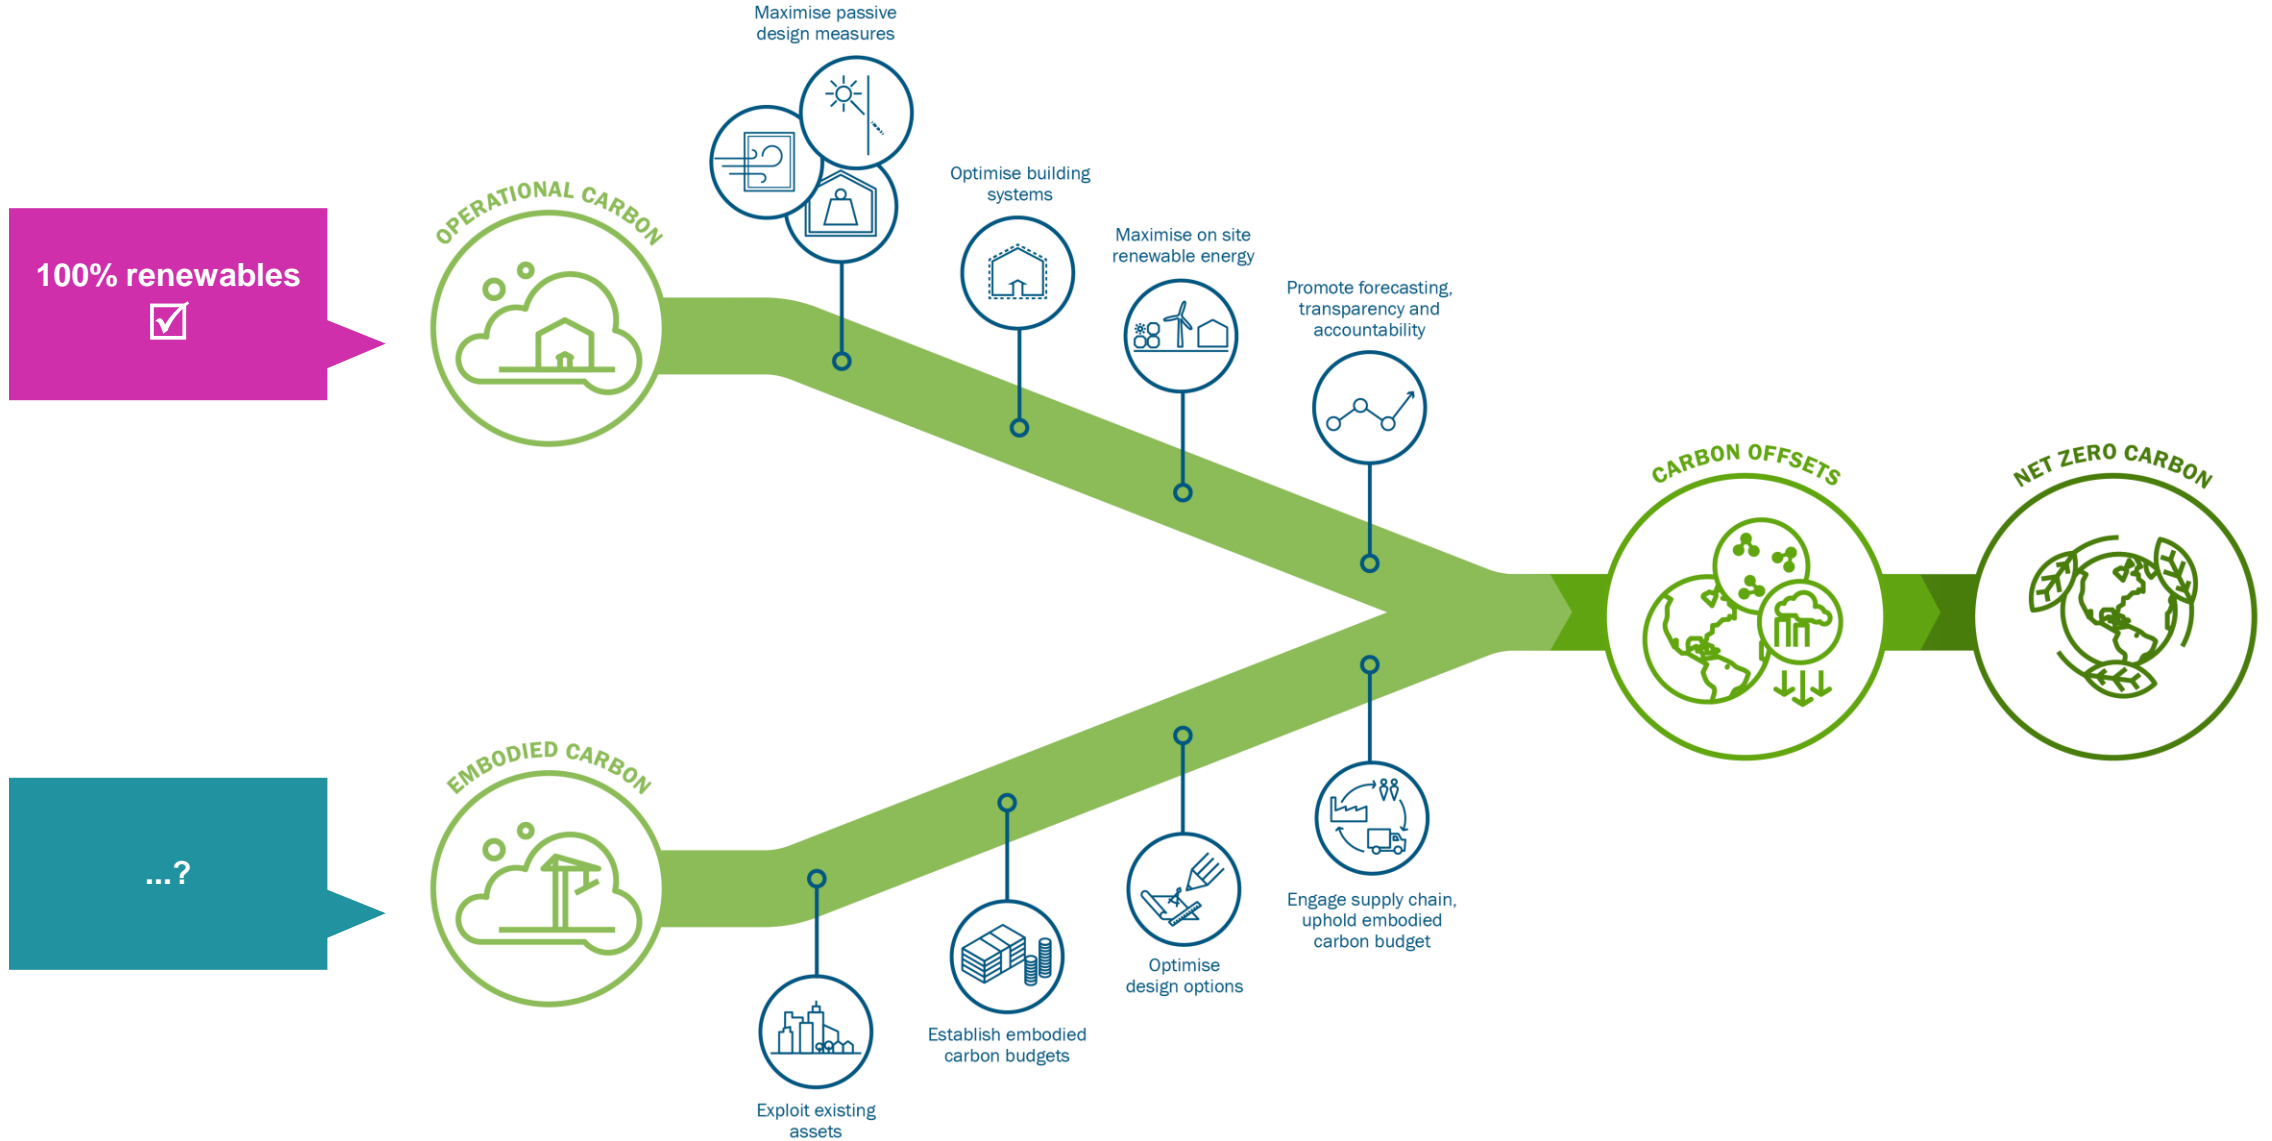 Maximise passive
design measures
Optimise building
systems
Maximise on site
renewable energy
Promote forecasting,
transparency and
accountability
OPERATIONAL CARBON
100% renewables
CARBON OFFSETS
NET ZERO CARBON
EMBODIED CARBON
...?
Exploit existing
assets
Establish embodied
carbon budgets
Optimise
design options
Engage supply chain,
uphold embodied
carbon budget